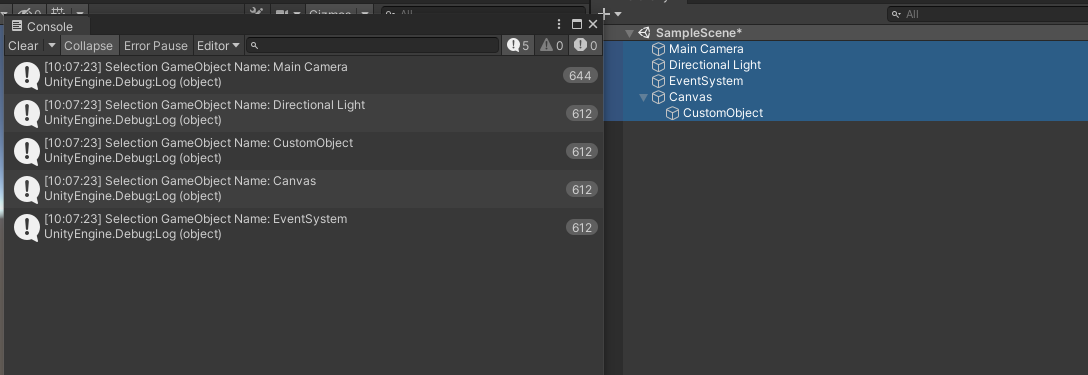 Gizmos
All
Console
Clear
Collapse
Error Pause
Editor
5
0
0
[10:07:23] Selection GameObject Name: Main Camera
UnityEngine.Debug:Log (object)
644
[10:07:23] Selection GameObject Name: Directional Light
UnityEngine.Debug:Log (object)
612
[10:07:23] Selection GameObject Name: CustomObject
UnityEngine.Debug:Log (object)
612
[10:07:23] Selection GameObject Name: Canvas
UnityEngine.Debug:Log (object)
612
[10:07:23] Selection GameObject Name: EventSystem
UnityEngine.Debug:Log (object)
612
All
SampleScene*
Main Camera
Directional Light
EventSystem
Canvas
CustomObject